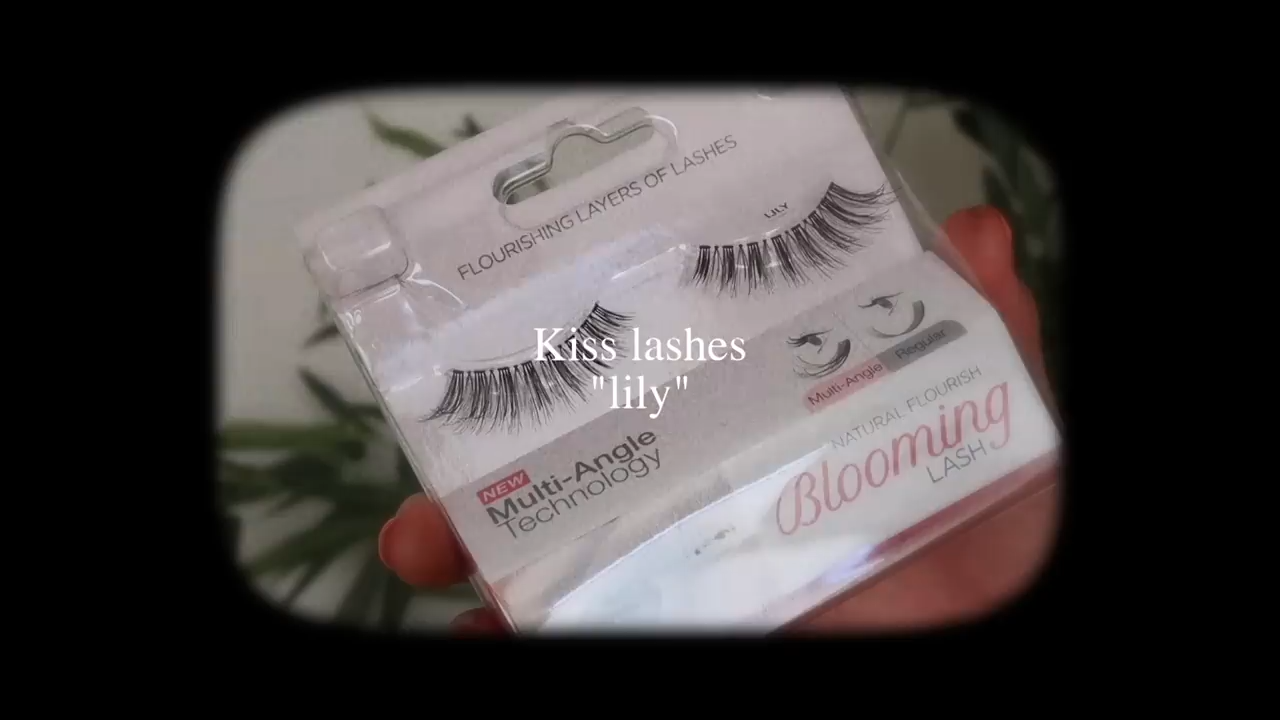 FLOURISHING LAYERS OF LASHES
LILY
Kiss lashes
"lily"
Multi-Angle
Regular
NEW
Multi-Angle
Technology
NATURAL FLOURISH
Blooming
LASH